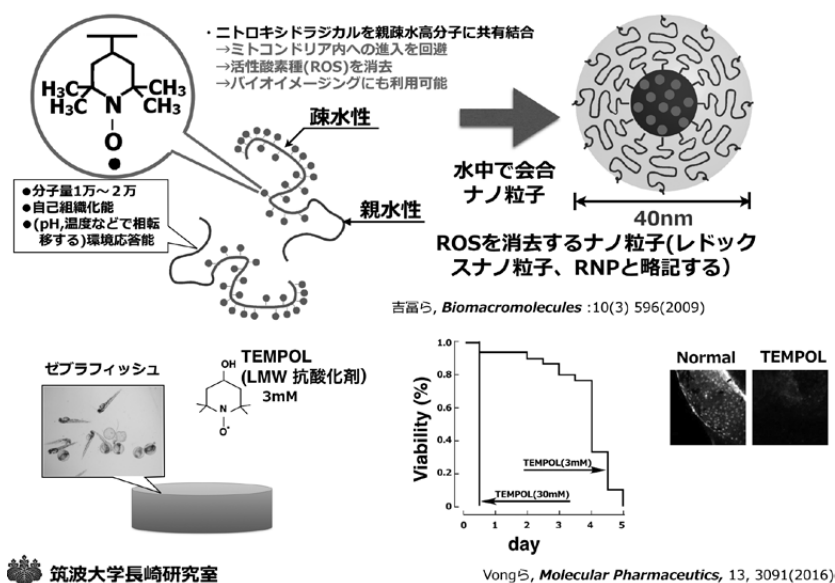 ・ニトロキシドラジカルを親疎水高分子に共有結合
→ミトコンドリア内への進入を回避
→活性酸素種(ROS)を消去
→バイオイメージングにも利用可能
H₃C CH₃
H₃C N CH₃
O
疎水性
水中で会合
ナノ粒子
●分子量1万～２万
●自己組織化能
●(pH,温度などで相転
移する)環境応答能
親水性
40nm
ROSを消去するナノ粒子(レドック
スナノ粒子、RNPと略記する）
吉冨ら, Biomacromolecules :10(3) 596(2009)
ゼブラフィッシュ
OH
N
O·
TEMPOL
(LMW 抗酸化剤）
3mM
Viability (%)
1.0
0.8
0.6
0.4
0.2
0
TEMPOL(3mM)
TEMPOL(30mM)
0 1 2 3 4 5
day
Normal TEMPOL
筑波大学長崎研究室
Vongら, Molecular Pharmaceutics, 13, 3091(2016)